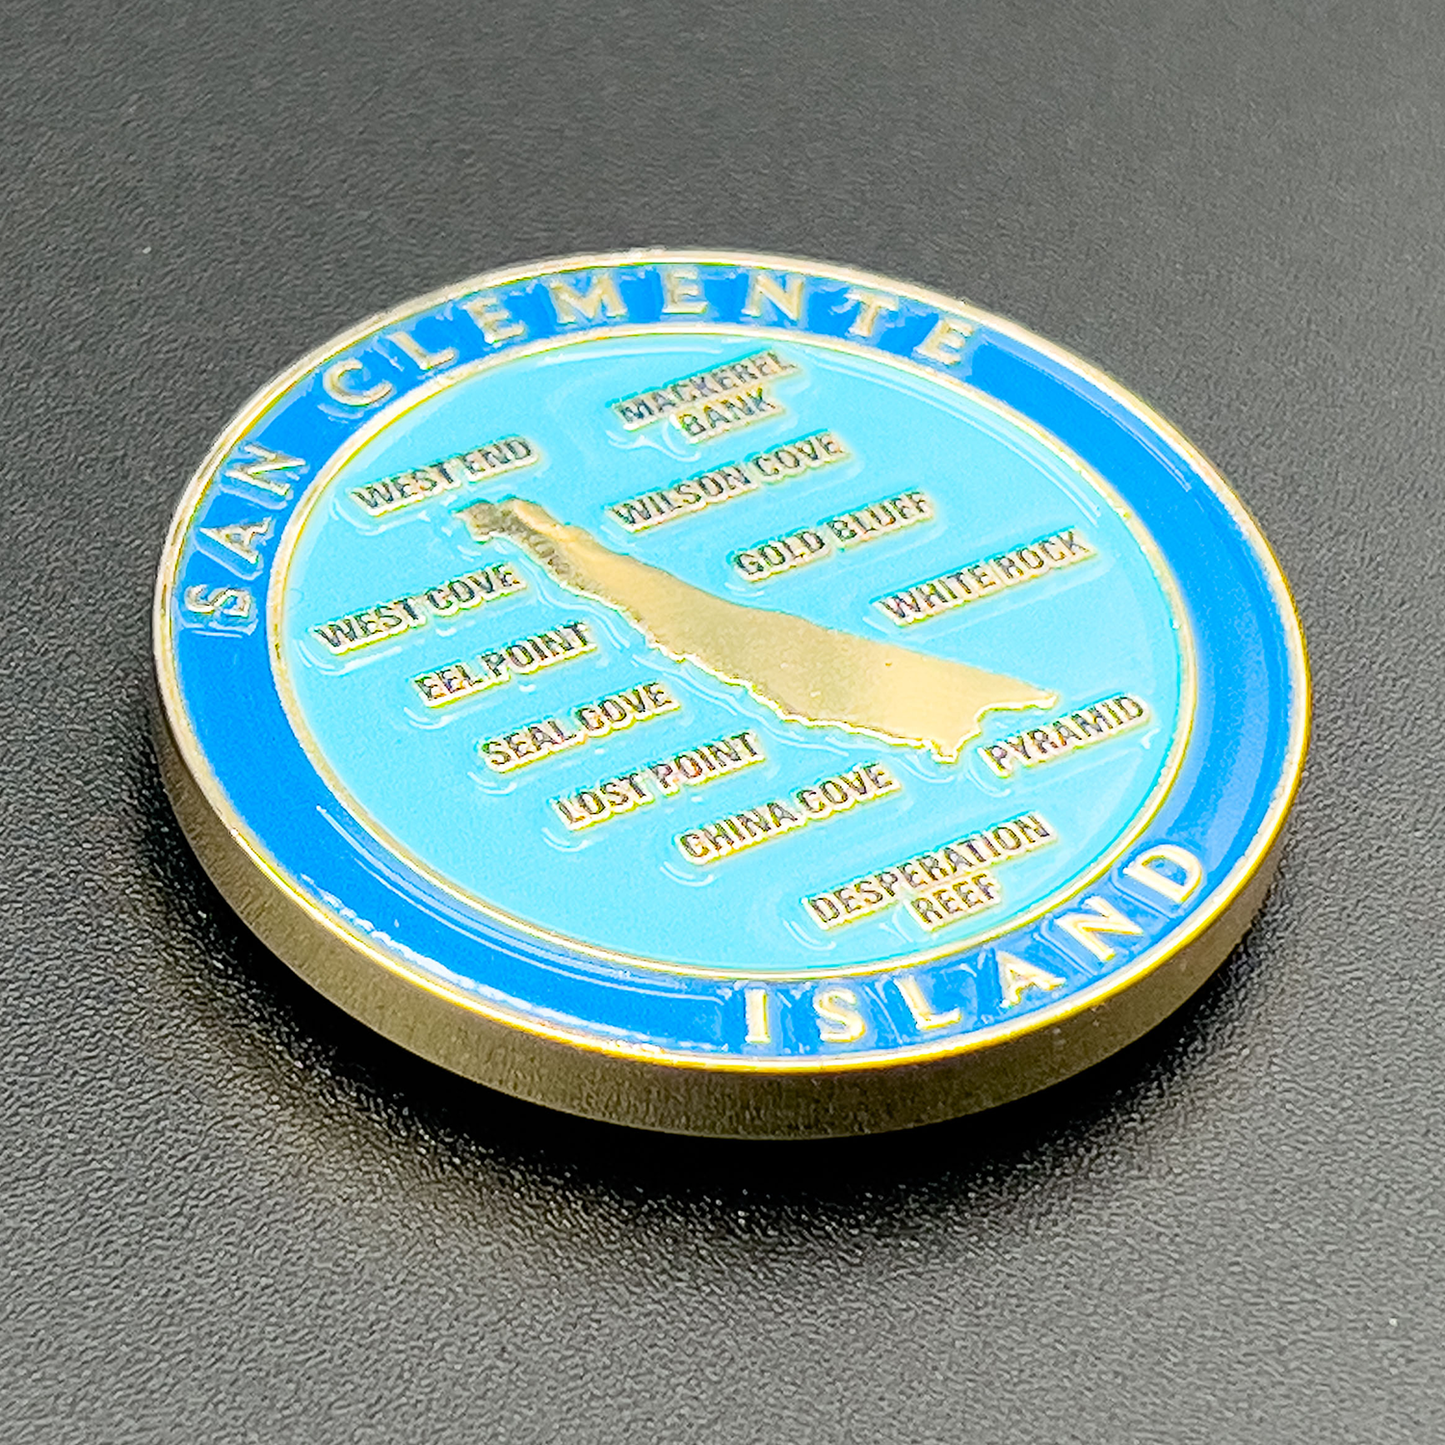 SAN CLEMENTE
MACKEREL
BANK
WEST END
WILSON COVE
GOLD BLUFF
WHITE ROCK
WEST COVE
EEL POINT
SEAL COVE
LOST POINT
CHINA COVE
PYRAMID
DESPERATION
REEF
ISLAND